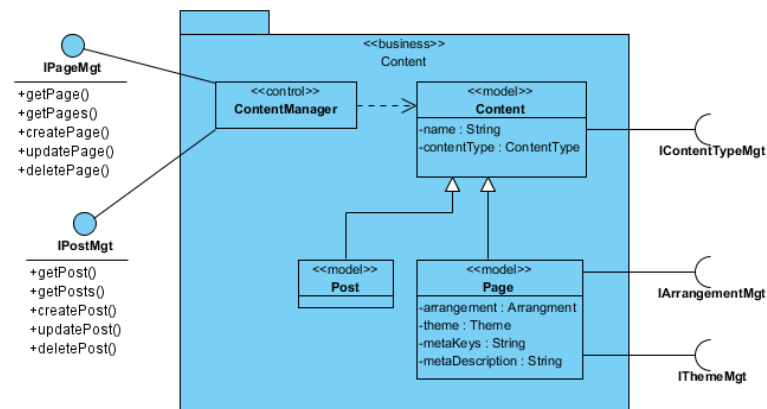 <<business>>
Content
IPageMgt
+getPage()
+getPages()
+createPage()
+updatePage()
+deletePage()
<<control>>
ContentManager
<<model>>
Content
-name : String
-contentType : ContentType
IContentTypeMgt
IPostMgt
+getPost()
+getPosts()
+createPost()
+updatePost()
+deletePost()
<<model>>
Post
<<model>>
Page
-arrangement : Arrangment
-theme : Theme
-metaKeys : String
-metaDescription : String
IArrangementMgt
IThemeMgt